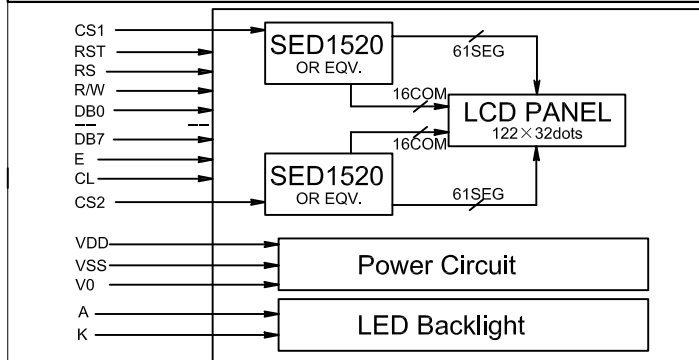 CS1
RST
RS
R/W
DB0
DB7
E
CL
CS2
VDD
VSS
V0
A
K
SED1520
OR EQV.
61SEG
16COM
LCD PANEL
122×32dots
16COM
SED1520
OR EQV.
61SEG
Power Circuit
LED Backlight